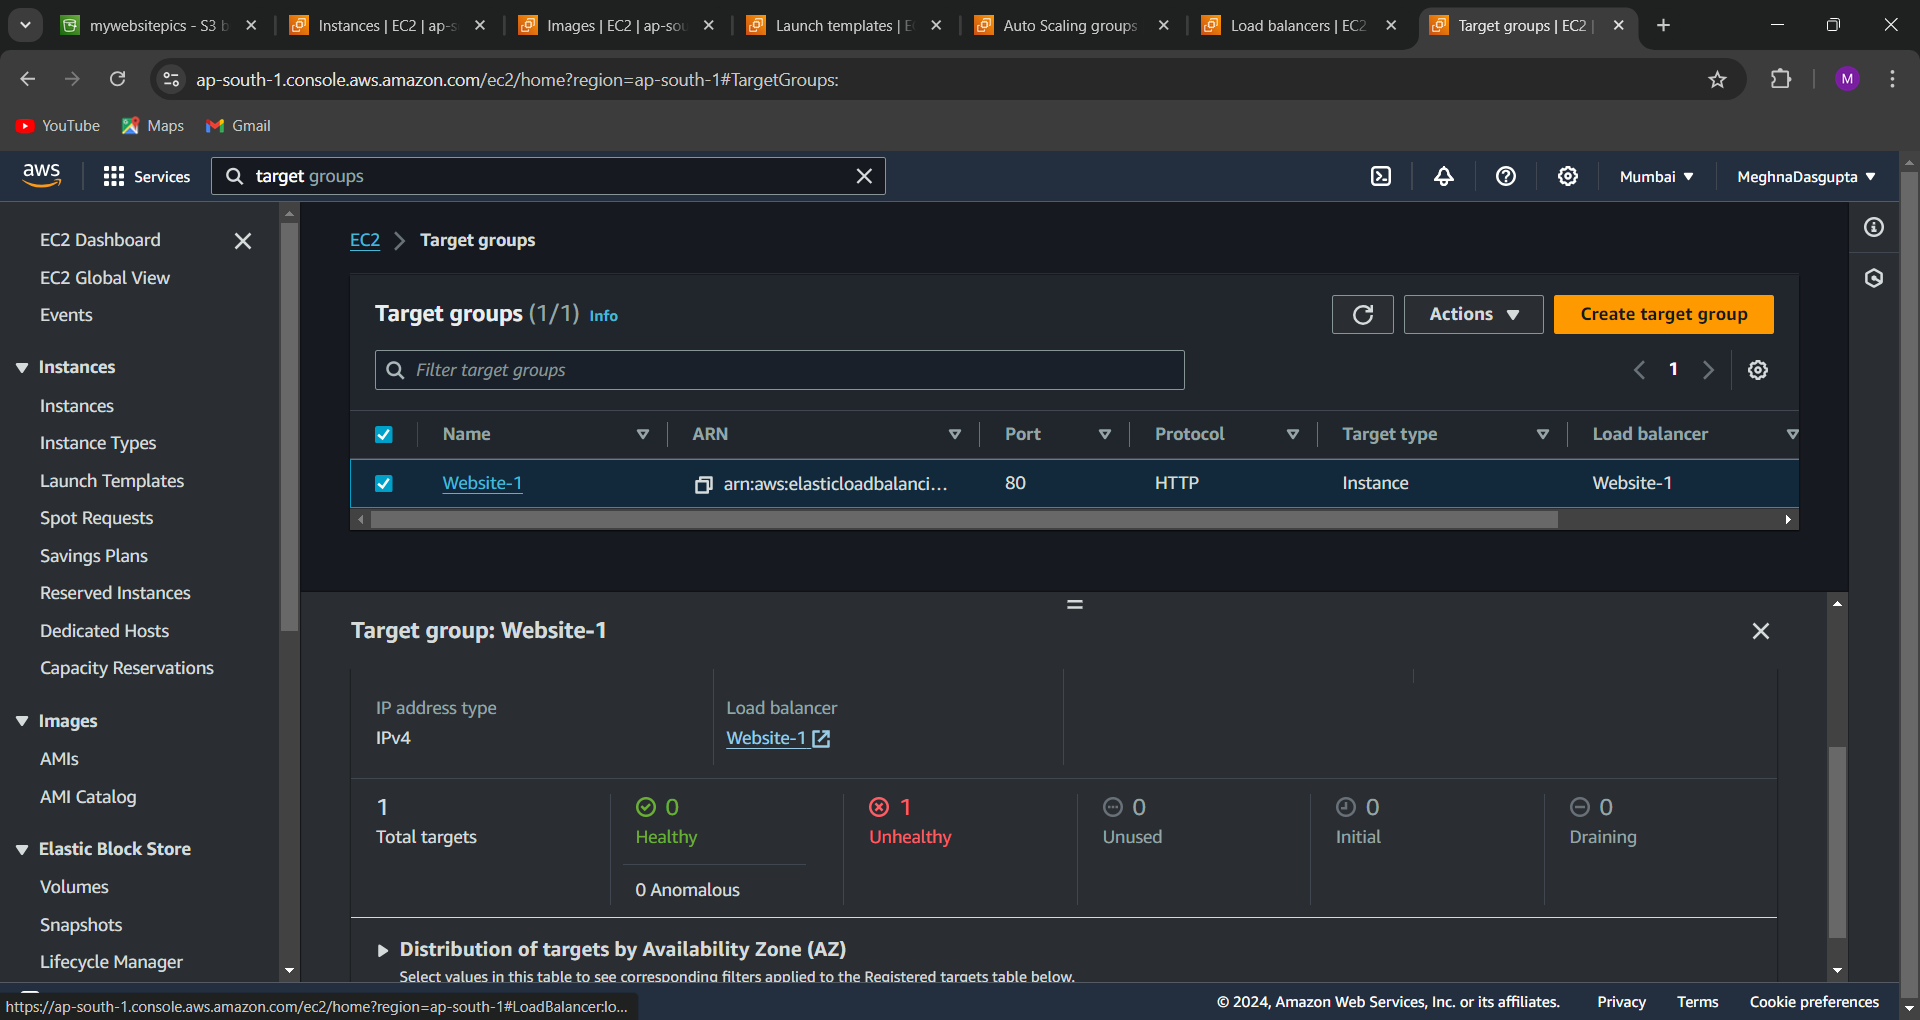 mywebsitepics - S3 b
Instances | EC2 | ap-s
Images | EC2 | ap-sou
Launch templates | E
Auto Scaling groups
Load balancers | EC2
Target groups | EC2 |
ap-south-1.console.aws.amazon.com/ec2/home?region=ap-south-1#TargetGroups:
M
YouTube
Maps
Gmail
aws
Services
target groups
Mumbai
MeghnaDasgupta
EC2 Dashboard
EC2 Global View
Events
Instances
Instances
Instance Types
Launch Templates
Spot Requests
Savings Plans
Reserved Instances
Dedicated Hosts
Capacity Reservations
Images
AMIs
AMI Catalog
Elastic Block Store
Volumes
Snapshots
Lifecycle Manager
EC2 > Target groups
Target groups (1/1) Info
Actions
Create target group
Filter target groups
1
Name ARN Port Protocol Target type Load balancer
Website-1 arn:aws:elasticloadbalanci... 80 HTTP Instance Website-1
Target group: Website-1
IP address type
IPv4
Load balancer
Website-1
1
Total targets
0
Healthy
0 Anomalous
1
Unhealthy
0
Unused
0
Initial
0
Draining
Distribution of targets by Availability Zone (AZ)
Select values in this table to see corresponding filters applied to the Registered targets table below.
https://ap-south-1.console.aws.amazon.com/ec2/home?region=ap-south-1#LoadBalancer:lo...
© 2024, Amazon Web Services, Inc. or its affiliates.
Privacy
Terms
Cookie preferences